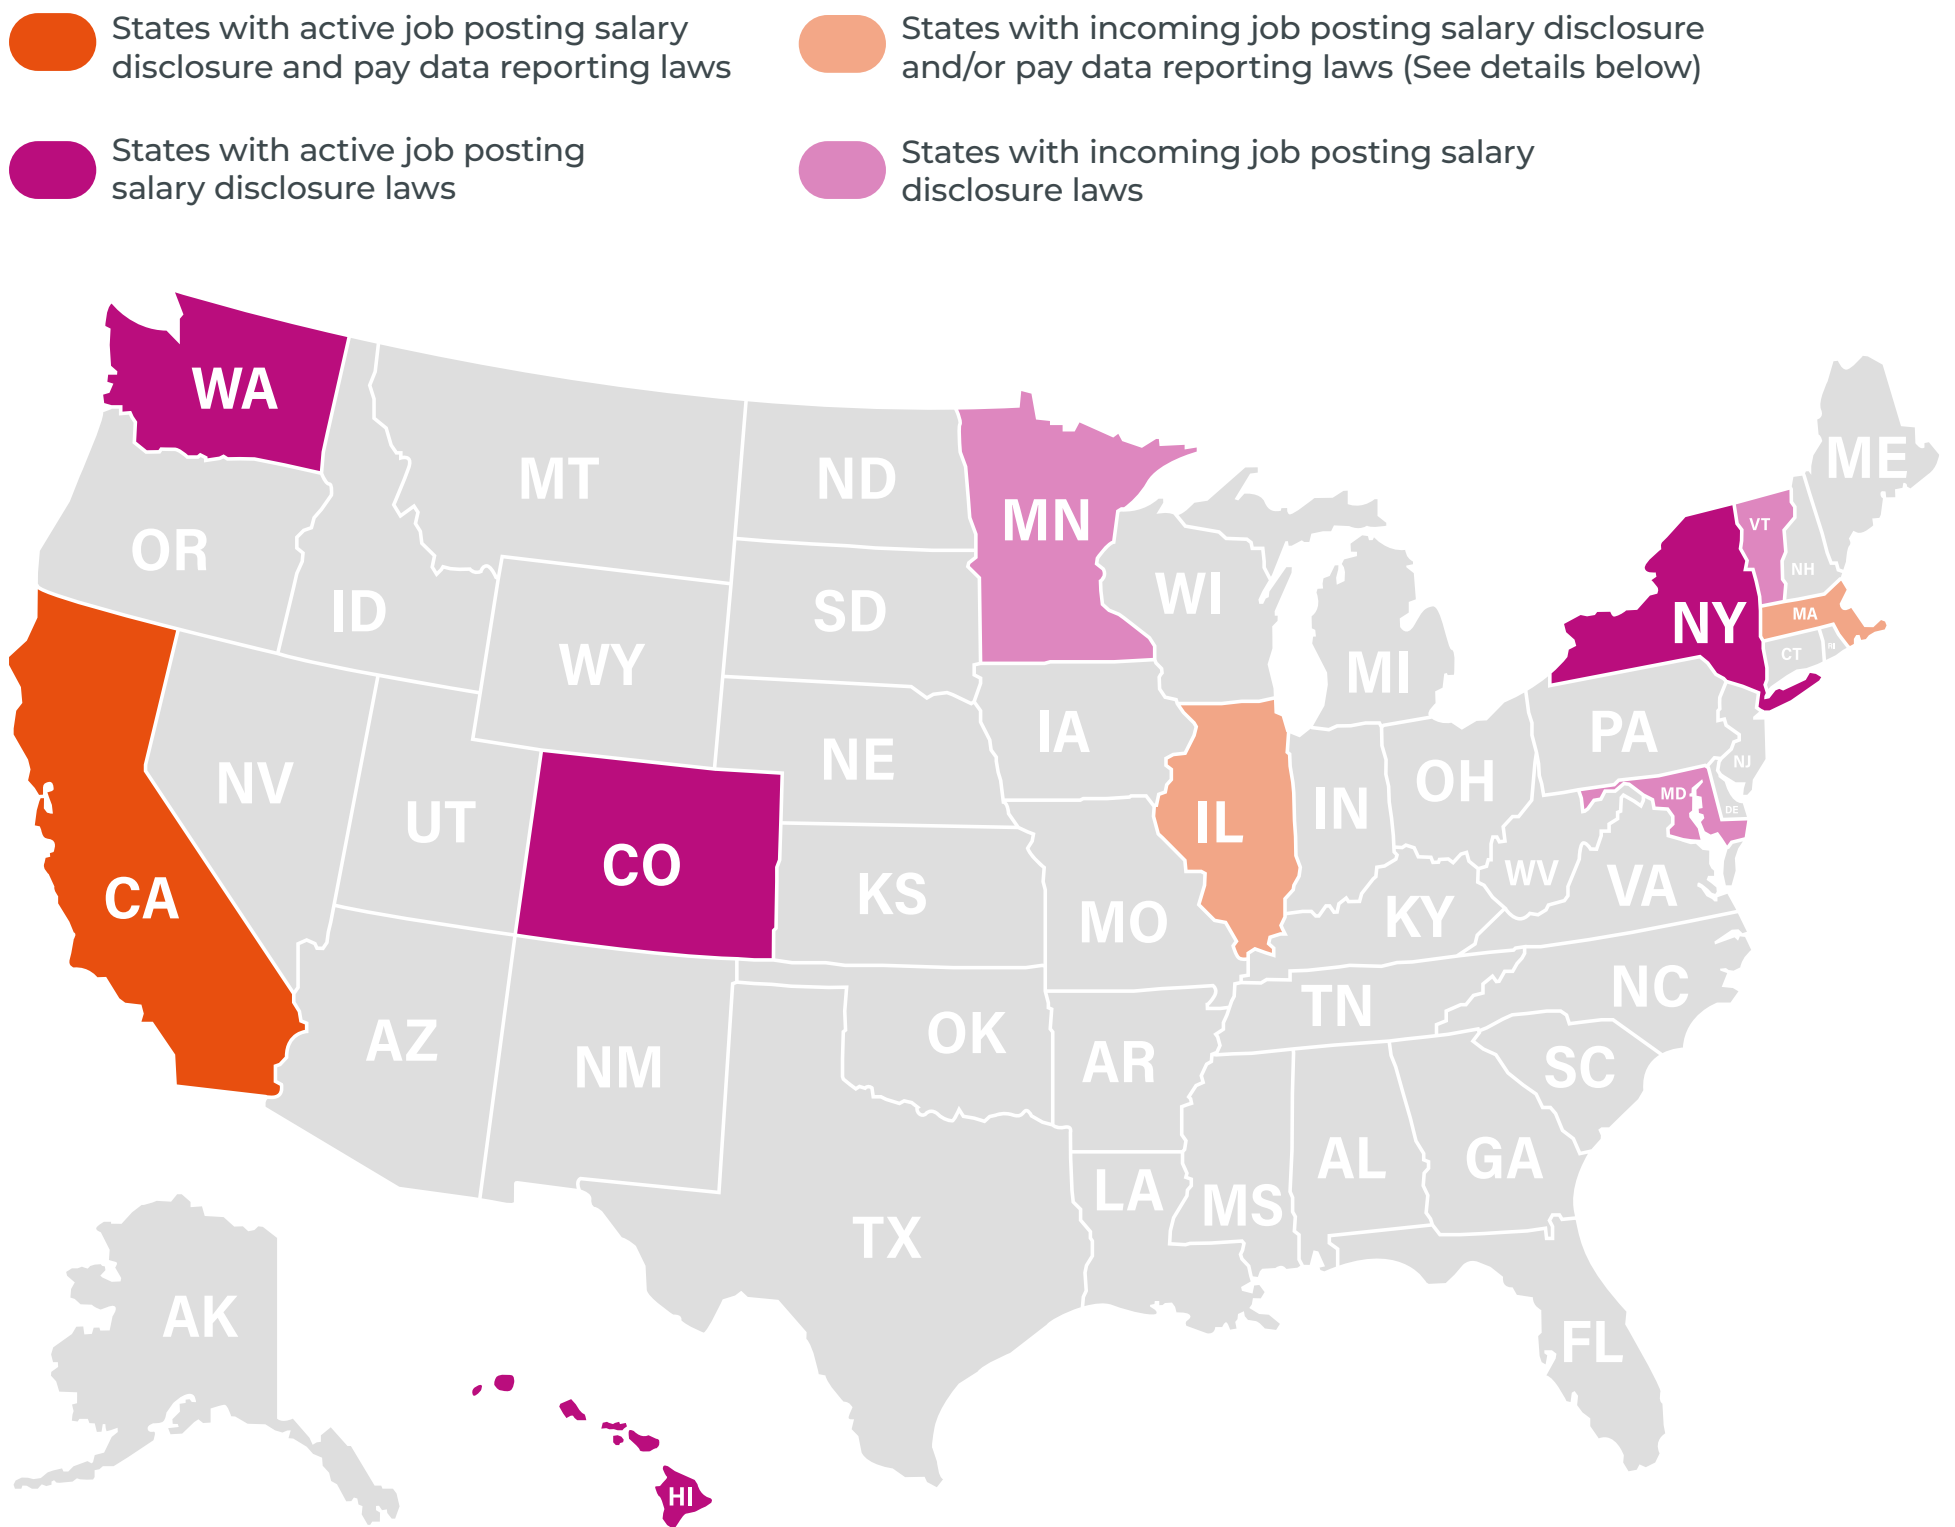 States with active job posting salary
disclosure and pay data reporting laws
States with incoming job posting salary disclosure
and/or pay data reporting laws (See details below)
States with active job posting
salary disclosure laws
States with incoming job posting salary
disclosure laws
WA
MT
ND
MN
OR
ID
SD
WI
WY
MI
ME
VT
NH
NY
MA
CT
RI
IA
PA
NJ
NE
NV
UT
CO
IL
IN
OH
MD
DE
CA
KS
MO
WV
VA
KY
NC
TN
AZ
NM
OK
AR
SC
LA
MS
AL
GA
TX
AK
FL
HI